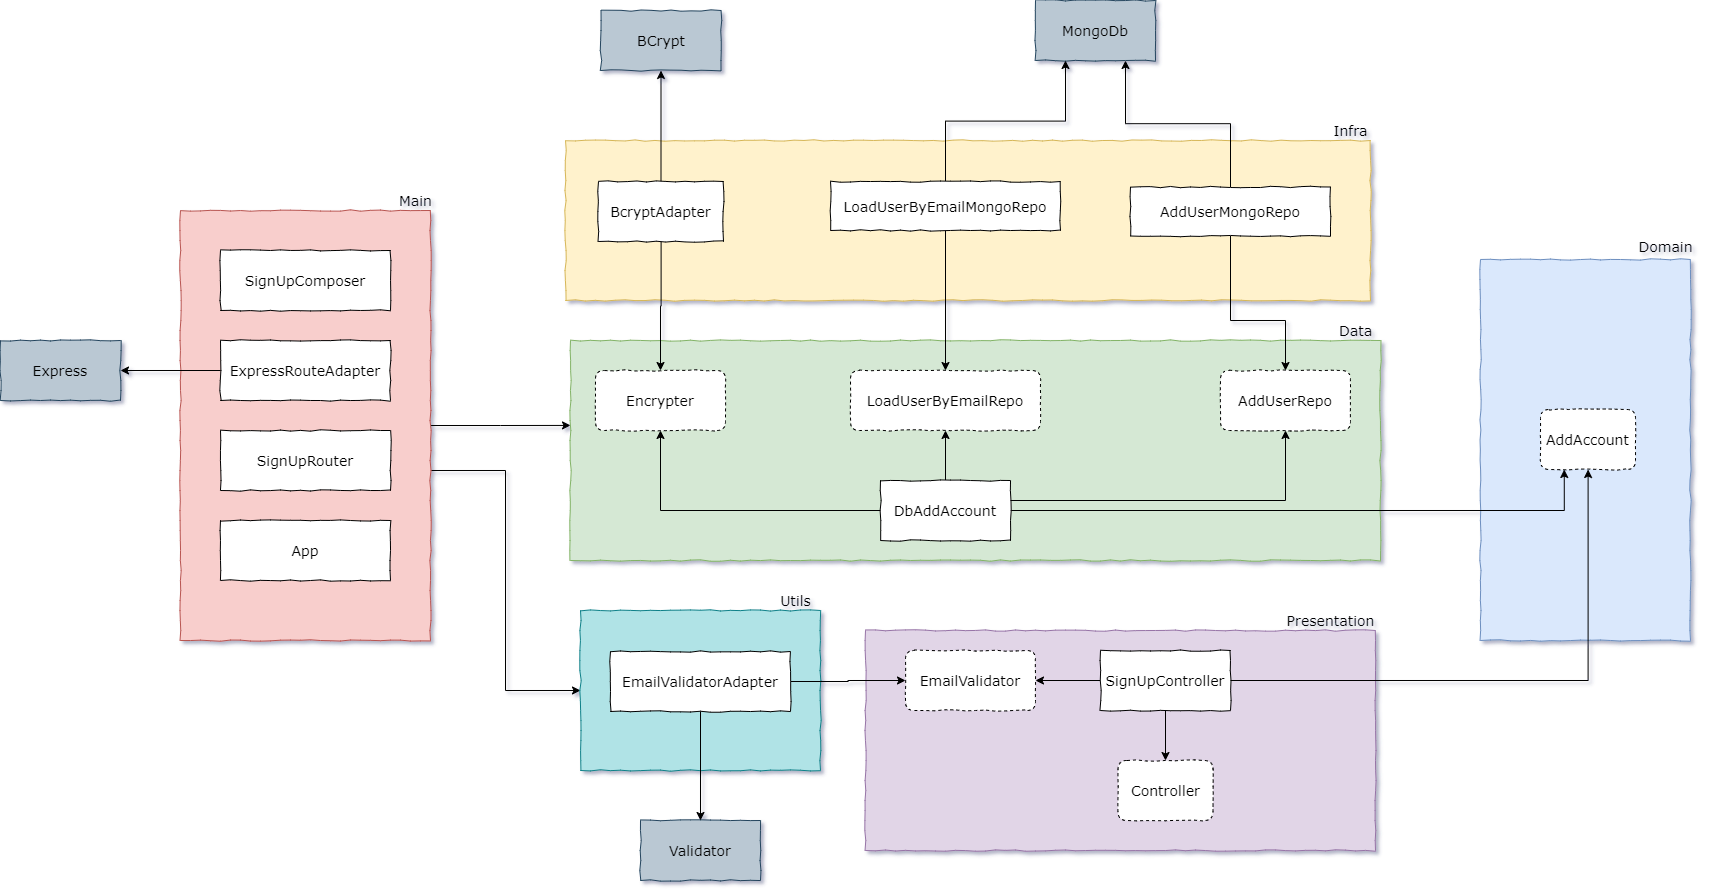 BCrypt
MongoDb
Infra
BcryptAdapter
LoadUserByEmailMongoRepo
AddUserMongoRepo
Main
SignUpComposer
ExpressRouteAdapter
SignUpRouter
App
Express
Domain
AddAccount
Data
Encrypter
LoadUserByEmailRepo
AddUserRepo
DbAddAccount
Utils
EmailValidatorAdapter
Presentation
EmailValidator
SignUpController
Controller
Validator